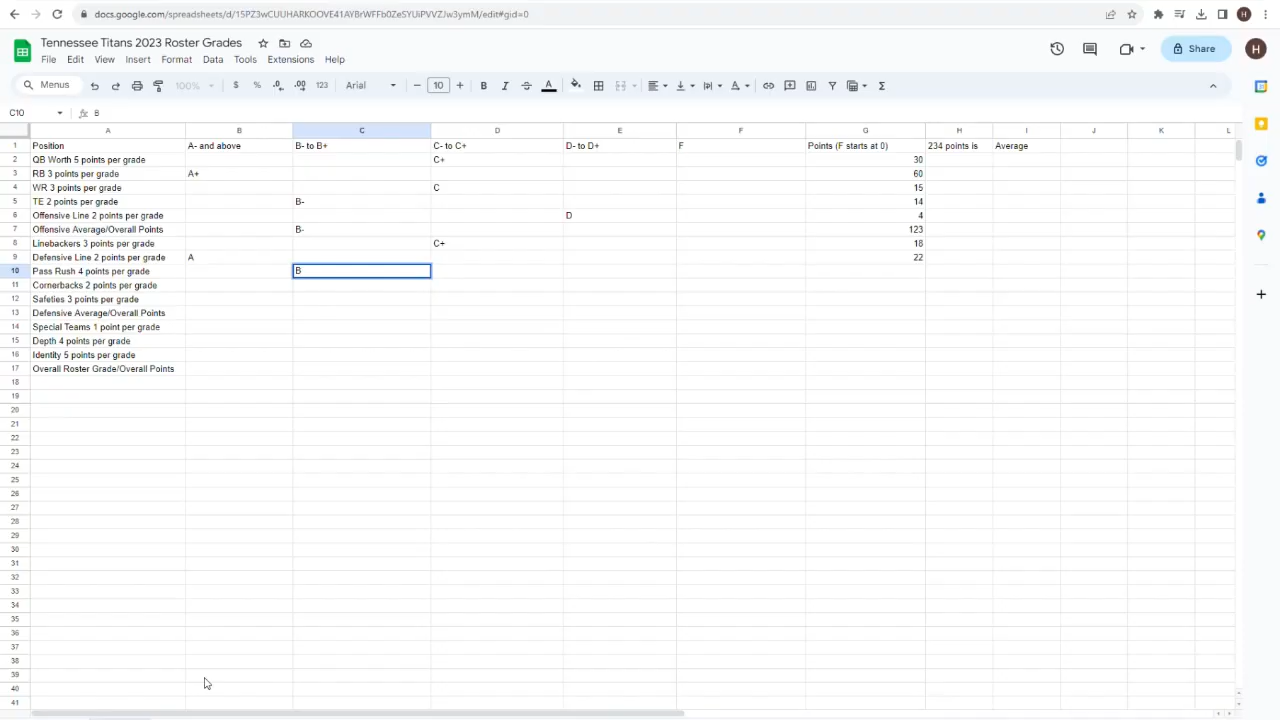 docs.google.com/spreadsheets/d/15PZ3wCUUHARKOOVE41AYBrWFFb0ZeSYUiPVVZJw3ymM/edit#gid=0
H
Tennessee Titans 2023 Roster Grades
File Edit View Insert Format Data Tools Extensions Help
Share
H
Menus 100% $ % .0 .00 123 Arial 10 B I A Σ
C10 fx B
A B C D E F G H I J K L
1 Position A- and above B- to B+ C- to C+ D- to D+ F Points (F starts at 0) 234 points is Average
2 QB Worth 5 points per grade C+ 30
3 RB 3 points per grade A+ 60
4 WR 3 points per grade C 15
5 TE 2 points per grade B- 14
6 Offensive Line 2 points per grade D 4
7 Offensive Average/Overall Points B- 123
8 Linebackers 3 points per grade C+ 18
9 Defensive Line 2 points per grade A 22
10 Pass Rush 4 points per grade B
11 Cornerbacks 2 points per grade
12 Safeties 3 points per grade
13 Defensive Average/Overall Points
14 Special Teams 1 point per grade
15 Depth 4 points per grade
16 Identity 5 points per grade
17 Overall Roster Grade/Overall Points
18
19
20
21
22
23
24
25
26
27
28
29
30
31
32
33
34
35
36
37
38
39
40
41